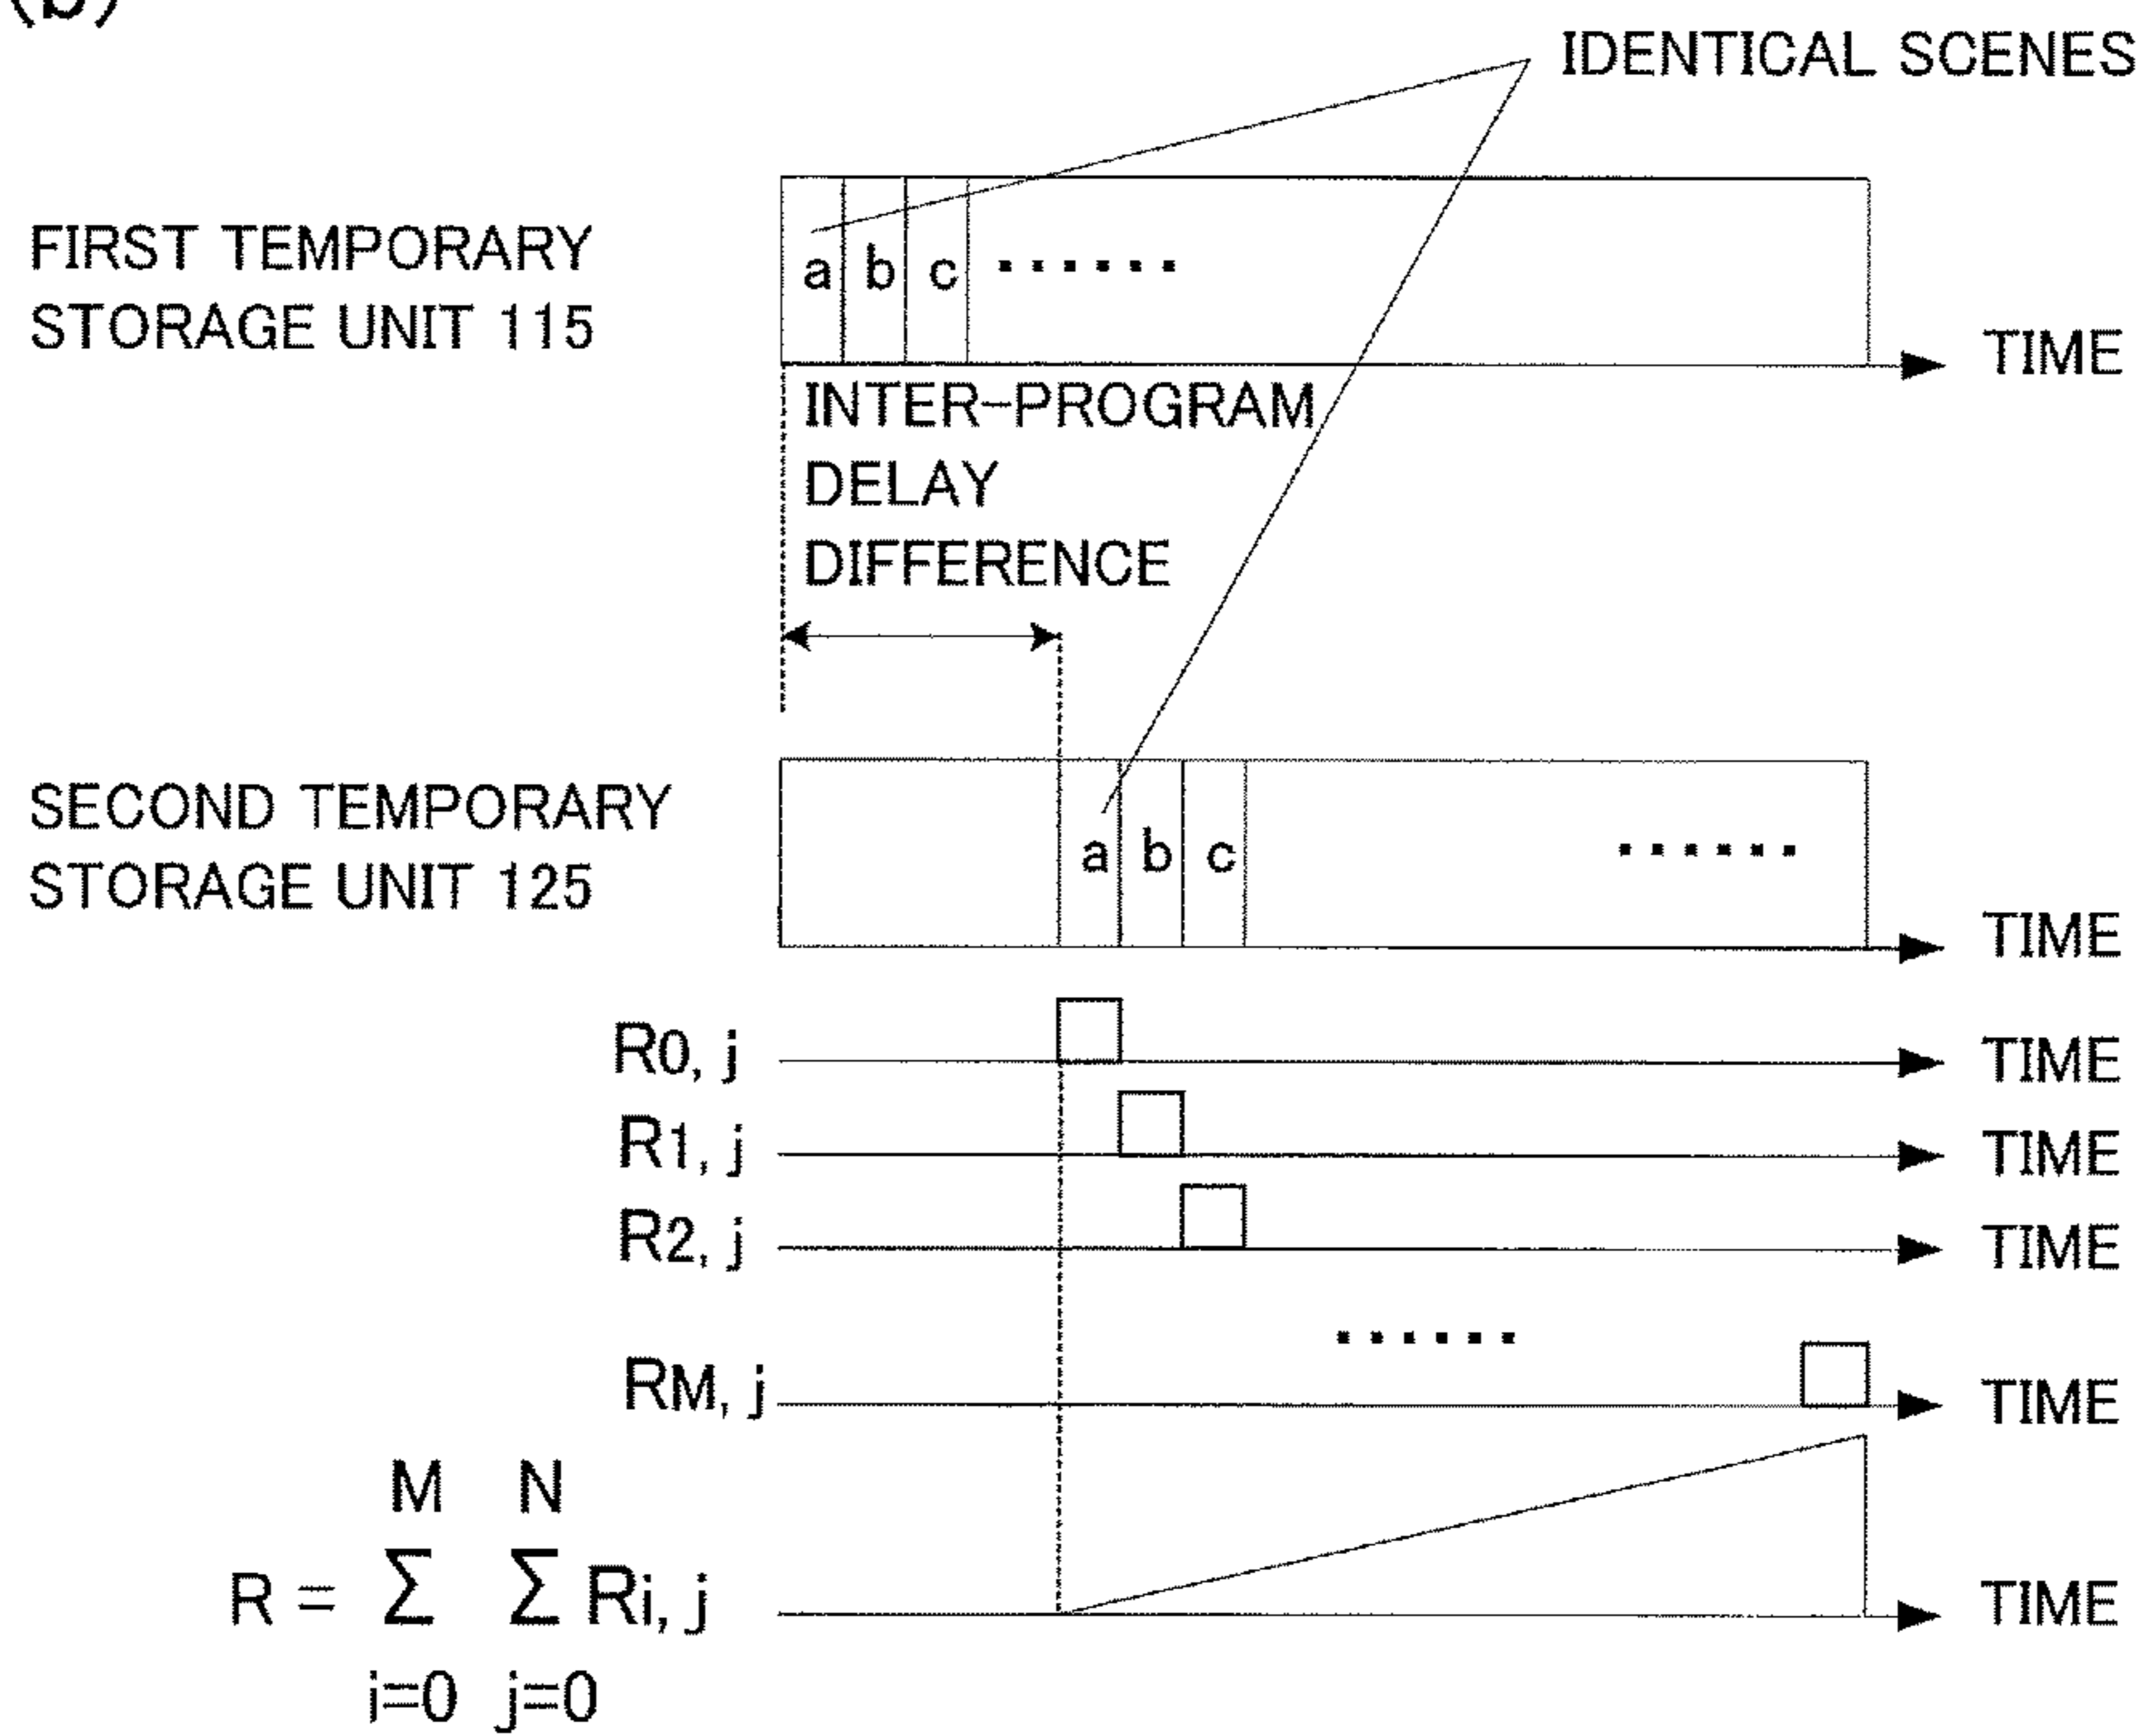 (b)
IDENTICAL SCENES
FIRST TEMPORARY
STORAGE UNIT 115
a b c ······
TIME
INTER-PROGRAM
DELAY
DIFFERENCE
SECOND TEMPORARY
STORAGE UNIT 125
a b c ······
TIME
R0, j TIME
R1, j TIME
R2, j TIME
······
RM, j TIME
M N
R = Σ Σ Ri, j TIME
i=0 j=0